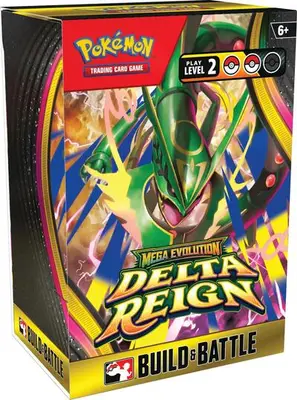 POKÉMON
TRADING CARD GAME
PLAY
LEVEL 2
6+
MEGA EVOLUTION
DELTA
REIGN
BUILD & BATTLE